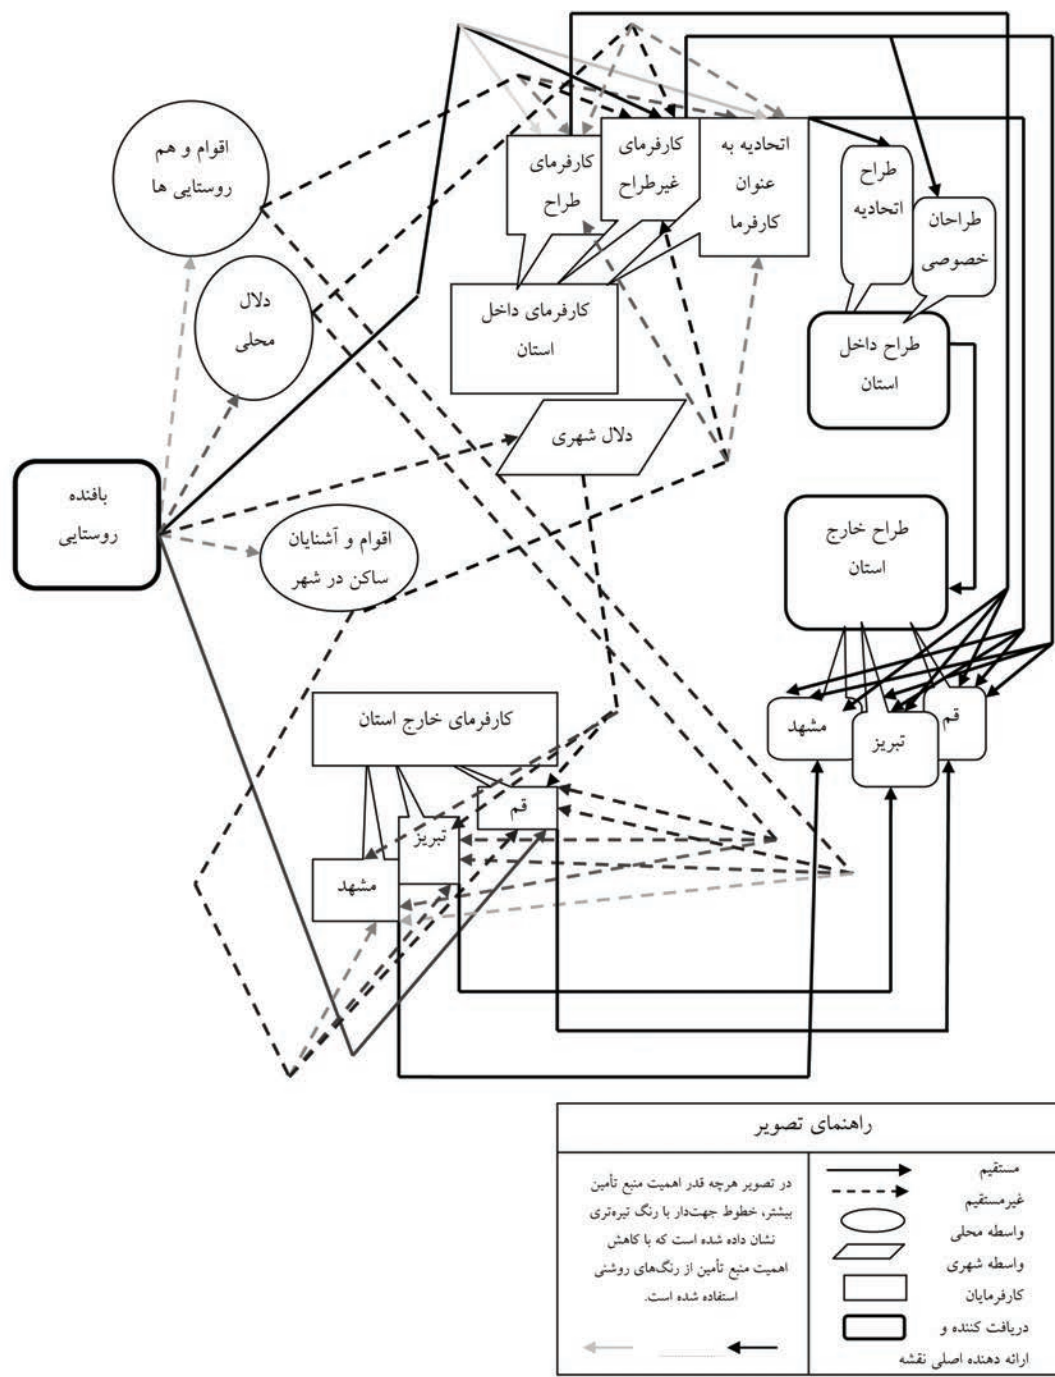 اقوام و هم
روستایی ها
دلال
محلی
کارفرمای
طراح
کارفرمای
غیرطراح
اتحادیه به
عنوان
کارفرما
طراح
اتحادیه
طراحان
خصوصی
کارفرمای داخل
استان
طراح داخل
استان
دلال شهری
بافنده
روستایی
اقوام و آشنایان
ساکن در شهر
طراح خارج
استان
کارفرمای خارج استان
مشهد
تبریز
قم
قم
تبریز
مشهد
راهنمای تصویر
مستقیم
غیرمستقیم
واسطه محلی
واسطه شهری
کارفرمایان
دریافت کننده و
ارائه دهنده اصلی نقشه
در تصویر هرچه قدر اهمیت منبع تأمین
بیشتر، خطوط جهت‌دار با رنگ تیره‌تری
نشان داده شده است که با کاهش
اهمیت منبع تأمین از رنگ‌های روشنی
استفاده شده است.